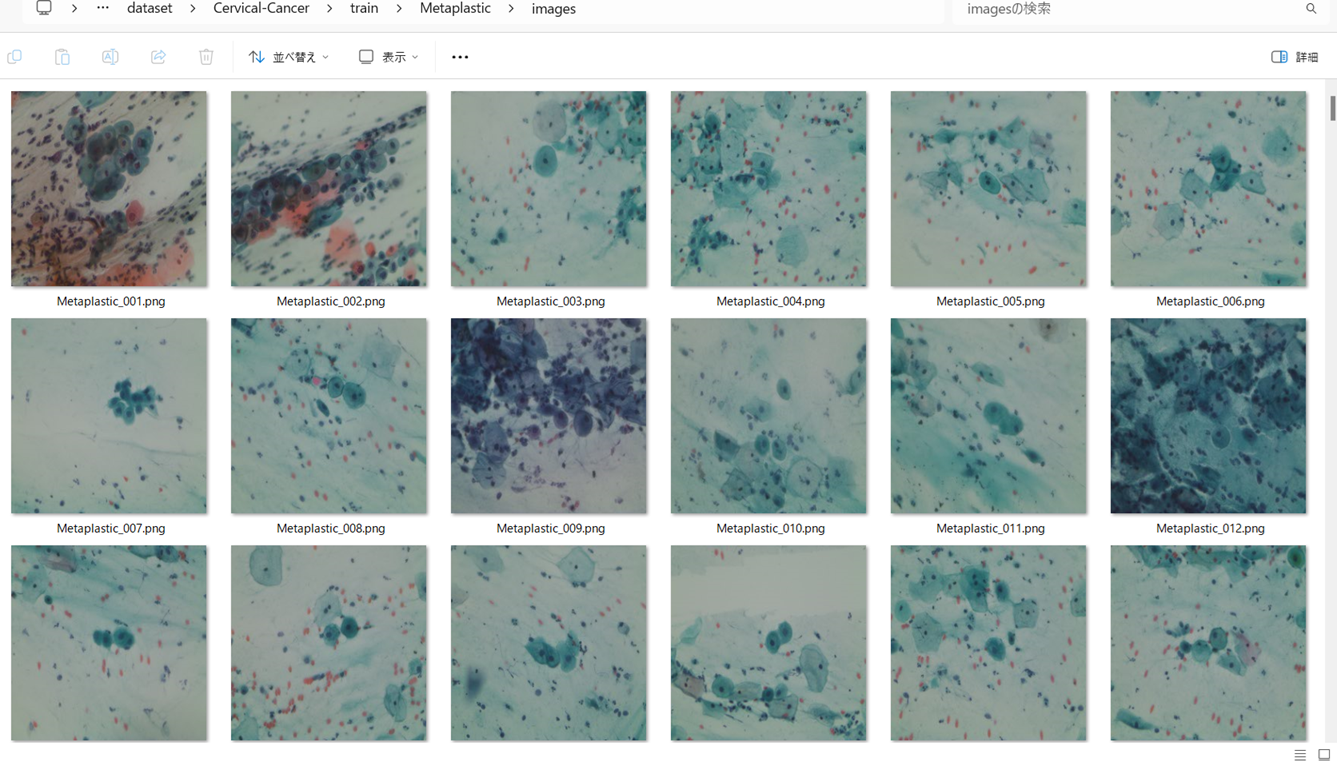 dataset > Cervical-Cancer > train > Metaplastic > images
imagesの検索
並べ替え
表示
詳細
Metaplastic_001.png
Metaplastic_002.png
Metaplastic_003.png
Metaplastic_004.png
Metaplastic_005.png
Metaplastic_006.png
Metaplastic_007.png
Metaplastic_008.png
Metaplastic_009.png
Metaplastic_010.png
Metaplastic_011.png
Metaplastic_012.png